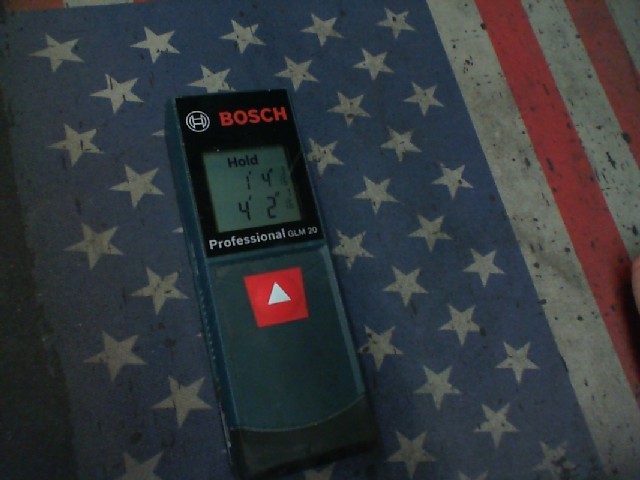 BOSCH
Hold
1' 4"
4' 2"
Professional GLM 20